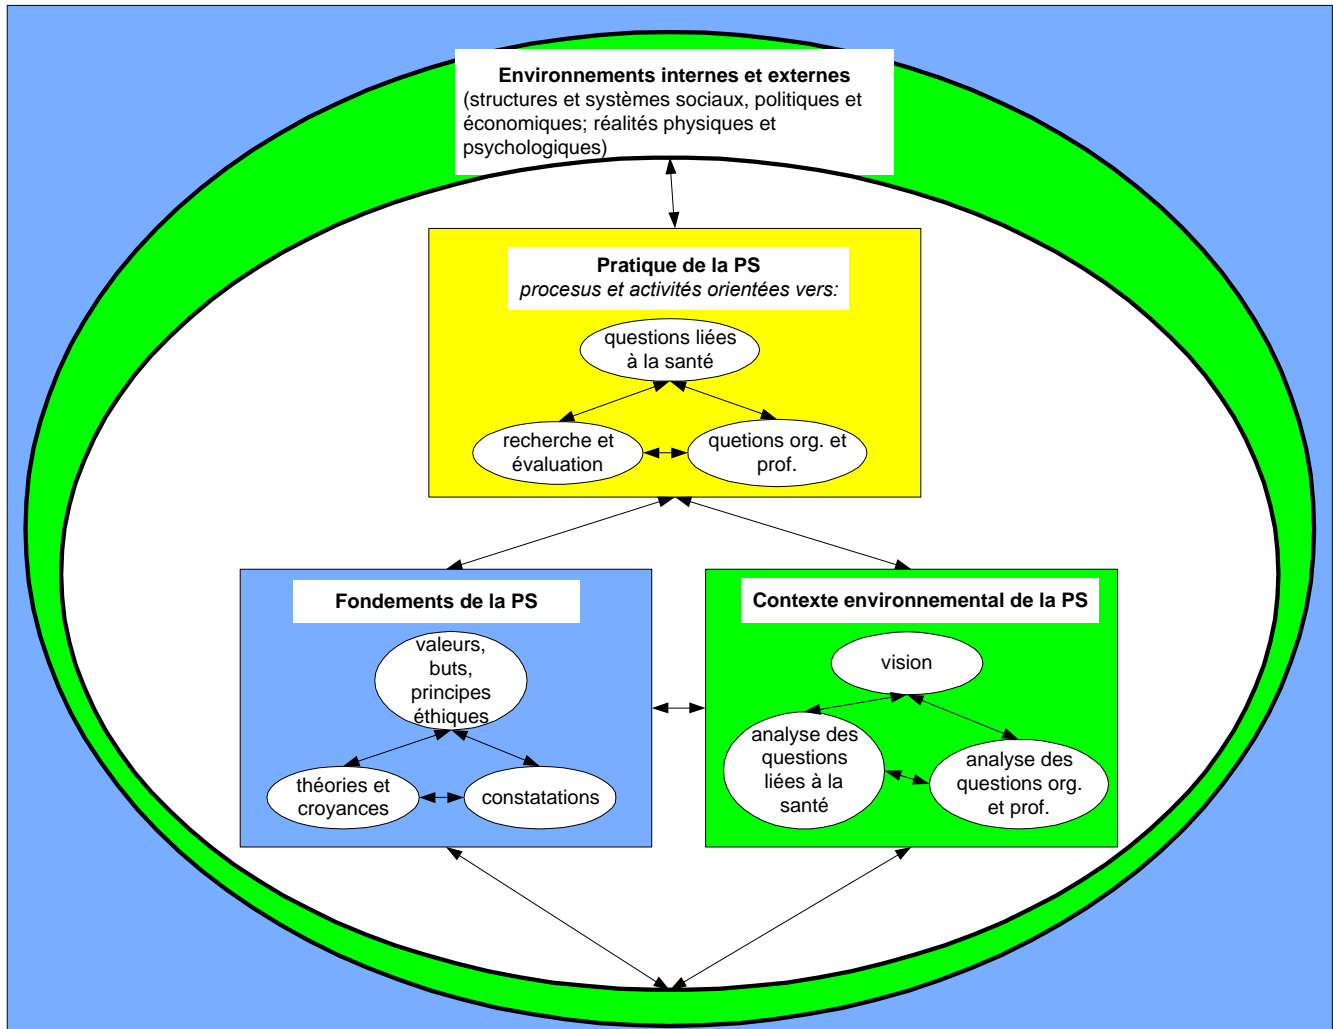 Environnements internes et externes
(structures et systèmes sociaux, politiques et
économiques; réalités physiques et
psychologiques)
Pratique de la PS
procesus et activités orientées vers:
questions liées
à la santé
recherche et
évaluation
quetions org. et
prof.
Fondements de la PS
valeurs,
buts,
principes
éthiques
théories et
croyances
constatations
Contexte environmental de la PS
vision
analyse des
questions
liées à la
santé
analyse des
questions org.
et prof.